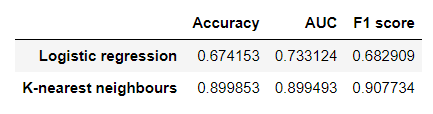 Accuracy AUC F1 score
Logistic regression 0.674153 0.733124 0.682909
K-nearest neighbours 0.899853 0.899493 0.907734